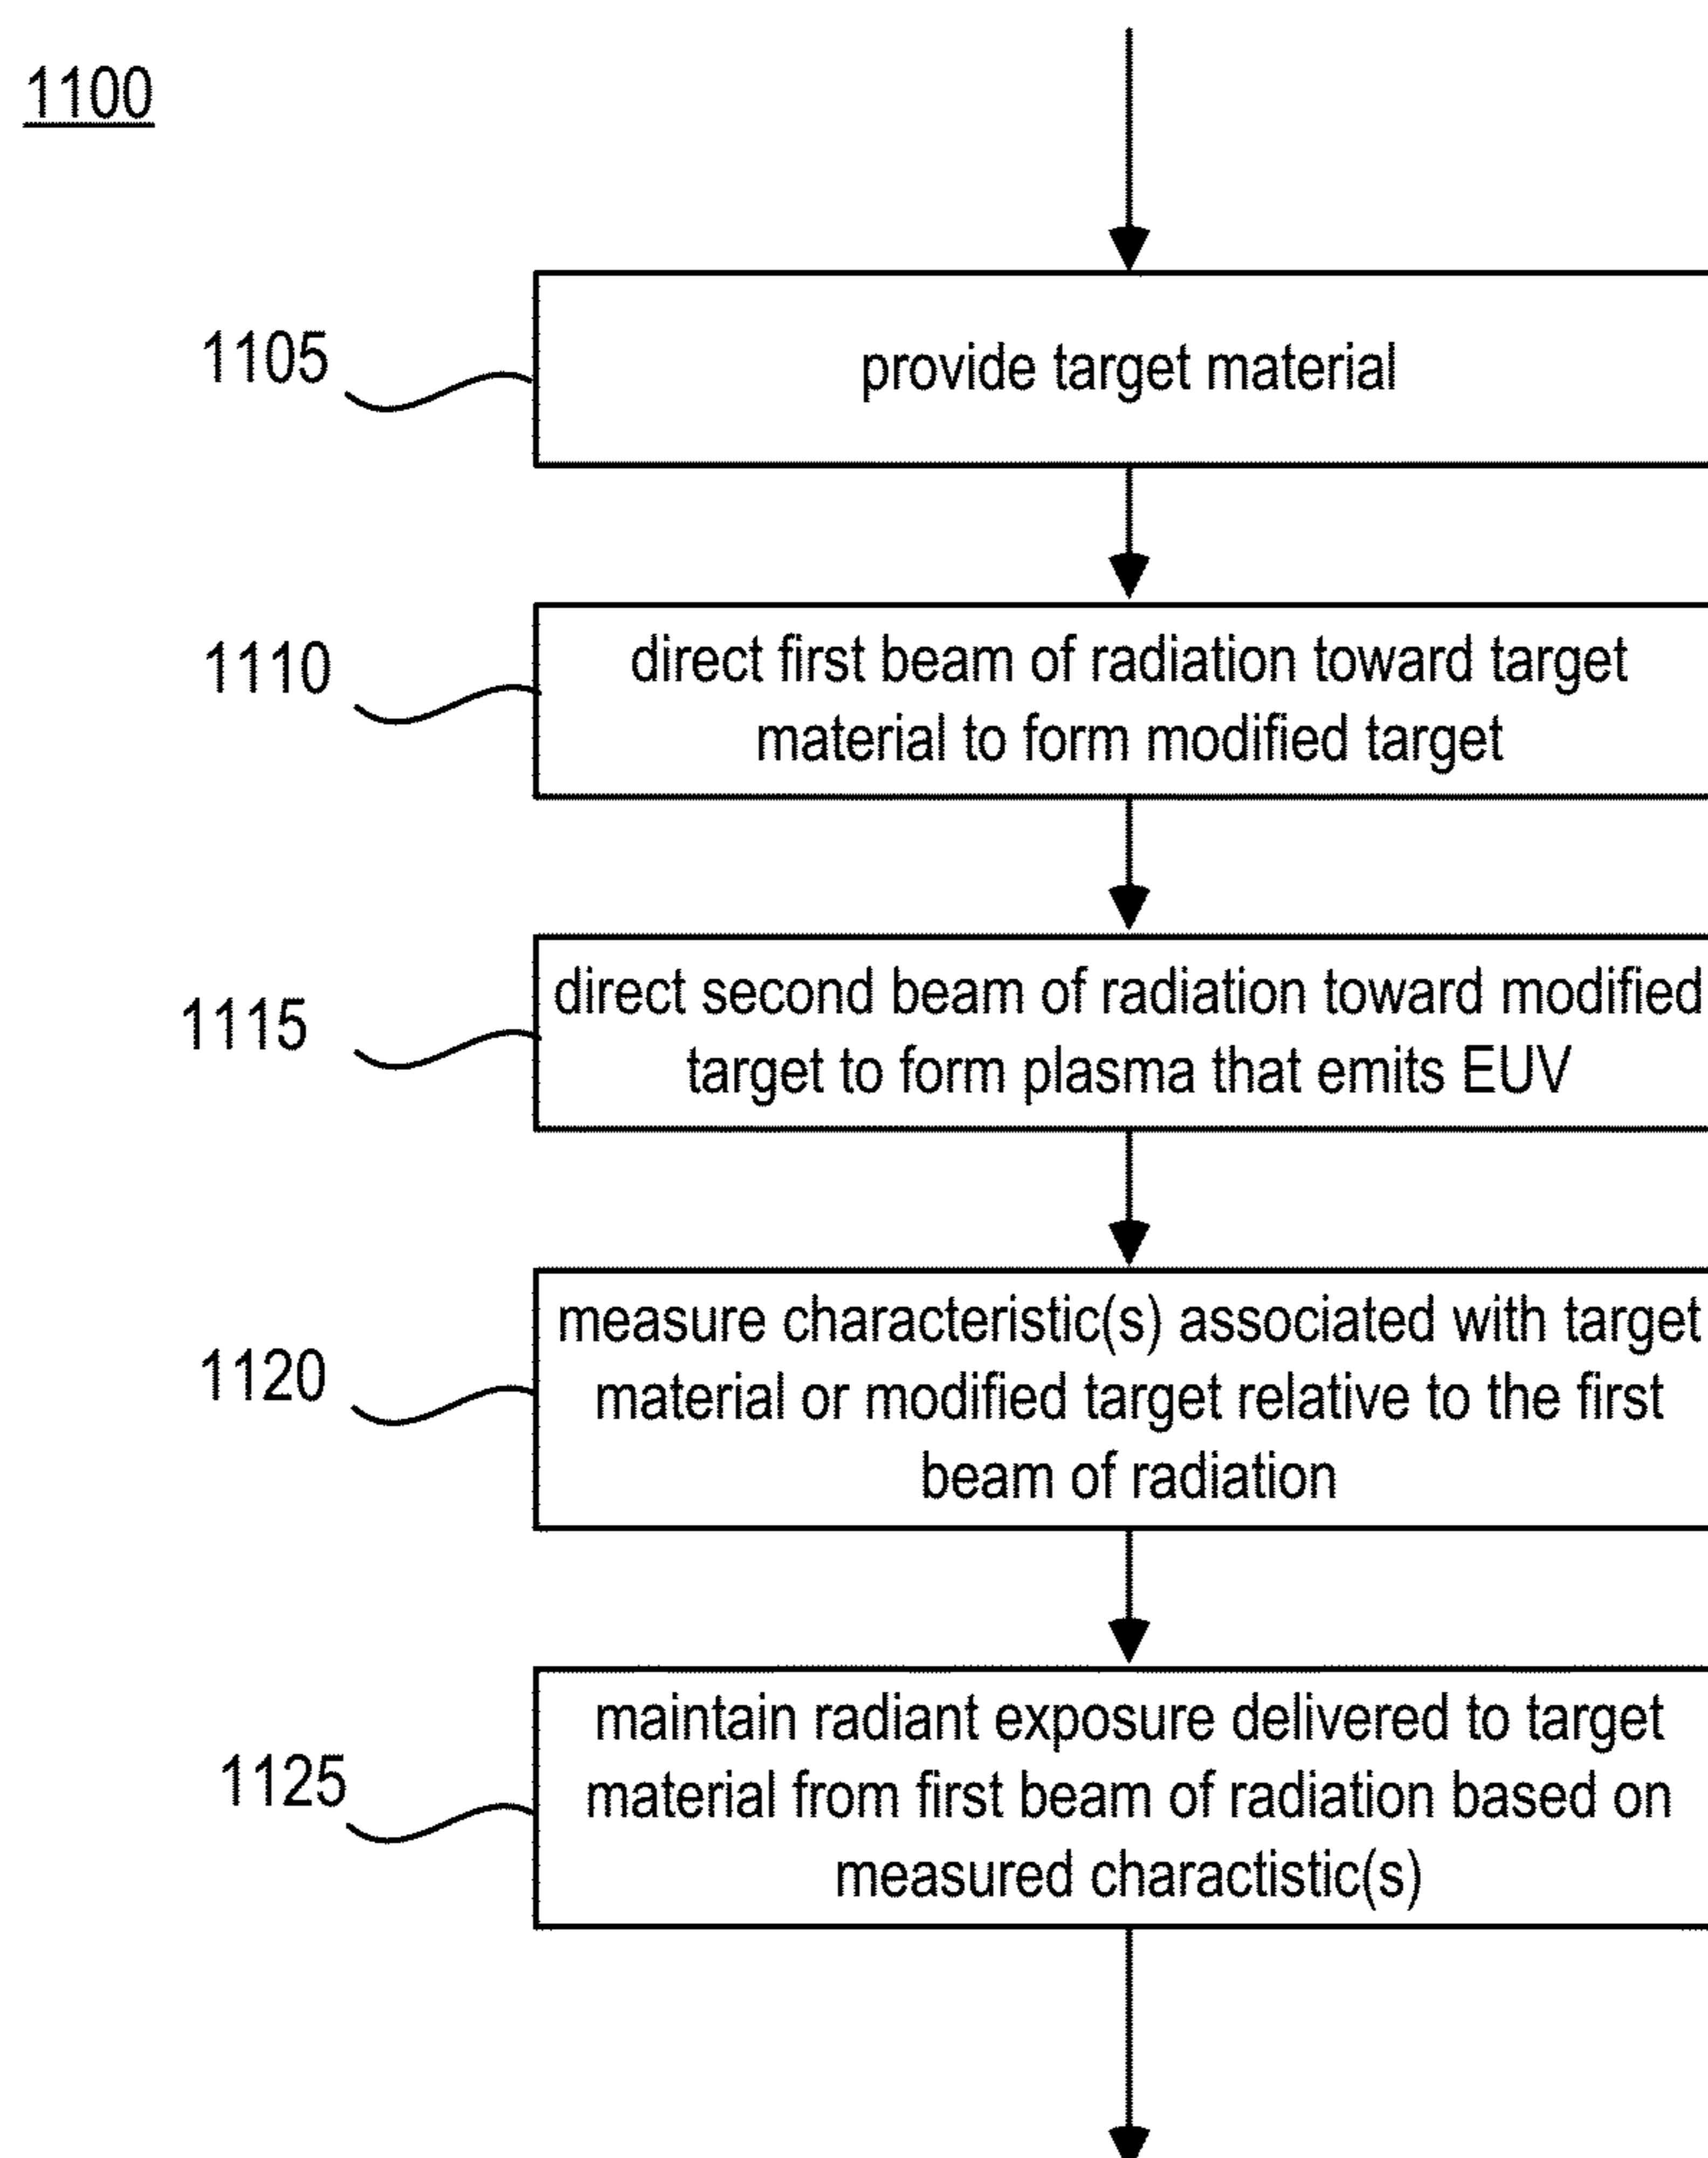 1100
1105
provide target material
1110
direct first beam of radiation toward target
material to form modified target
1115
direct second beam of radiation toward modified
target to form plasma that emits EUV
1120
measure characteristic(s) associated with target
material or modified target relative to the first
beam of radiation
1125
maintain radiant exposure delivered to target
material from first beam of radiation based on
measured charactistic(s)